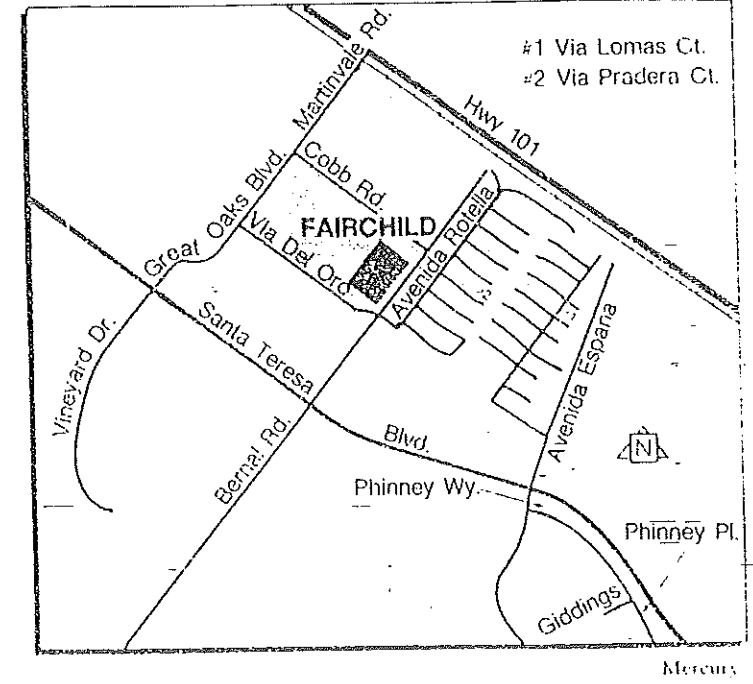 #1 Via Lomas Ct.
#2 Via Pradera Ct.
Martinvale Rd.
Hwy 101
Cobb Rd.
Great Oaks Blvd.
FAIRCHILD
Via Del Oro
Avenida Rotella
Santa Teresa
Vineyard Dr.
Avenida Espana
Blvd.
Bernal Rd.
N
Phinney Wy.
Phinney Pl.
Giddings
Mercury